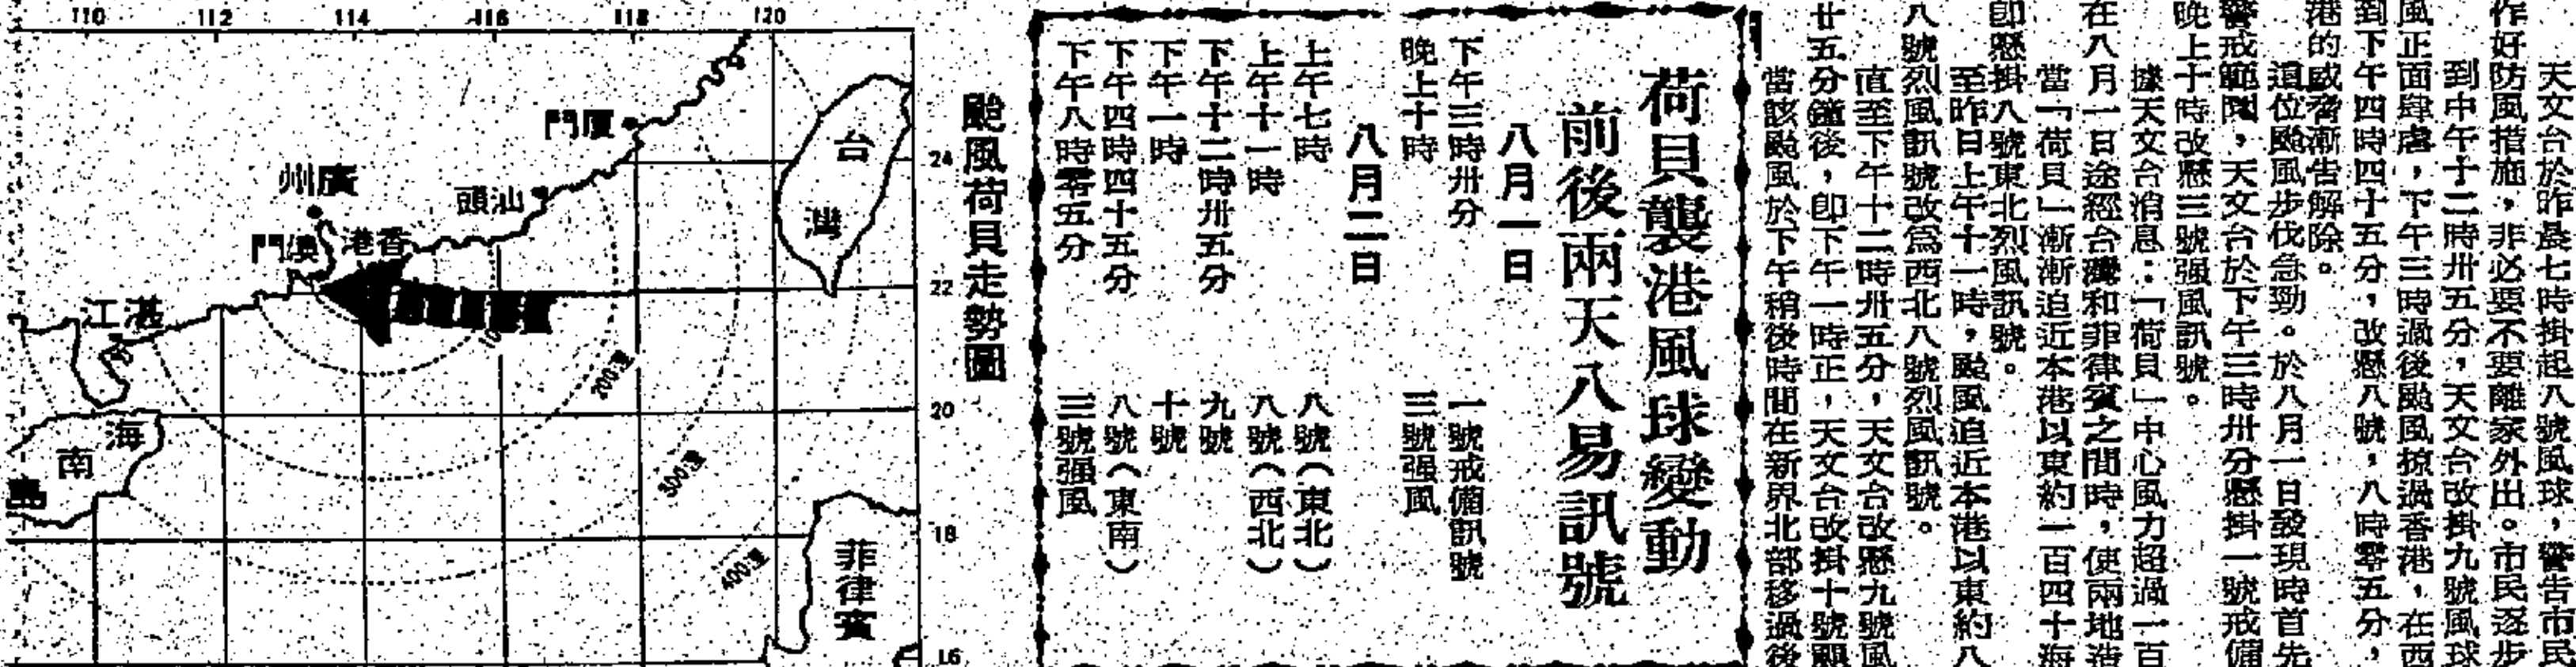 天文台於昨晨七時掛起八號風球，警告市民
作好防風措施，非必要不要離家外出。市民逐步
到中午十二時卅五分，天文台改掛九號風球
風正面肆虐，下午三時過後颱風掠過香港，在西
到下午四時四十五分，改懸八號，八時零五分，
港的威脅漸告解除。
這位颱風步伐急勁。於八月一日發現時首先
警戒範圍，天文台於下午三時卅分懸掛一號戒備
晚上十時改懸三號强風訊號。
據天文台消息：「荷貝」中心風力超過一百
在八月一日途經台灣和菲律賓之間時，使兩地造
當「荷貝」漸漸迫近本港以東約一百四十海
即懸掛八號東北烈風訊號。
至昨日上午十一時，颱風迫近本港以東約八
八號烈風訊號改爲西北八號烈風訊號。
直至下午十二時卅五分，天文台改懸九號風
廿五分鐘後，即下午一時正，天文台改掛十號颶
當該颱風於下午稍後時間在新界北部移過後
荷貝襲港風球變動
前後兩天八易訊號
八月一日
下午三時卅分 一號戒備訊號
晚上十時 三號强風
八月二日
上午七時 八號（東北）
上午十一時 八號（西北）
下午十二時卅五分 九號
下午一時 十號
下午四時四十五分 八號（東南）
下午八時零五分 三號强風
颱風荷貝走勢圖
110 112 114 116 118 120
24
22
20
18
16
台灣
門廈
頭汕
州廣
港香
門澳
江湛
海南島
菲律賓
200里
300里
400里